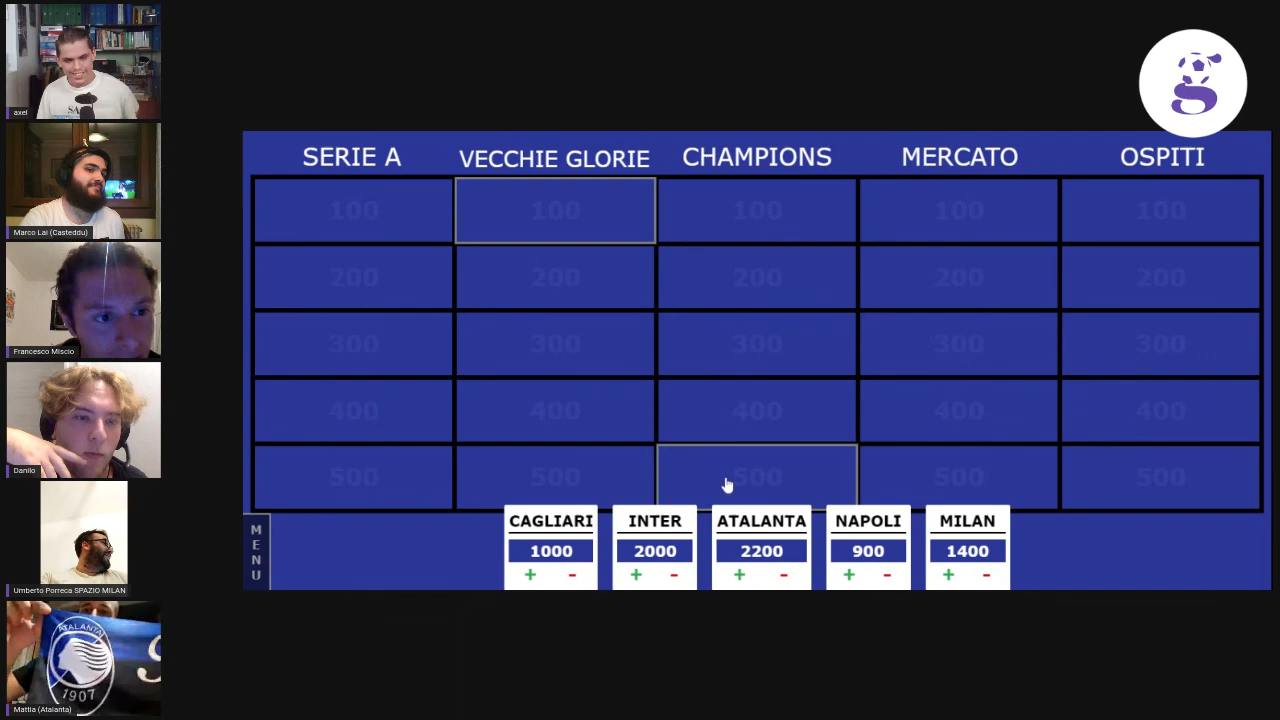 axel
Marco Lai (Casteddu)
Francesco Miscio
Danilo
Umberto Porreca SPAZIO MILAN
ATALANTA
1907
Mattia (Atalanta)
g
SERIE A VECCHIE GLORIE CHAMPIONS MERCATO OSPITI
100 100 100 100 100
200 200 200 200 200
300 300 300 300 300
400 400 400 400 400
500 500 500 500 500
MENU
CAGLIARI INTER ATALANTA NAPOLI MILAN
1000 2000 2200 900 1400
+ - + - + - + - + -